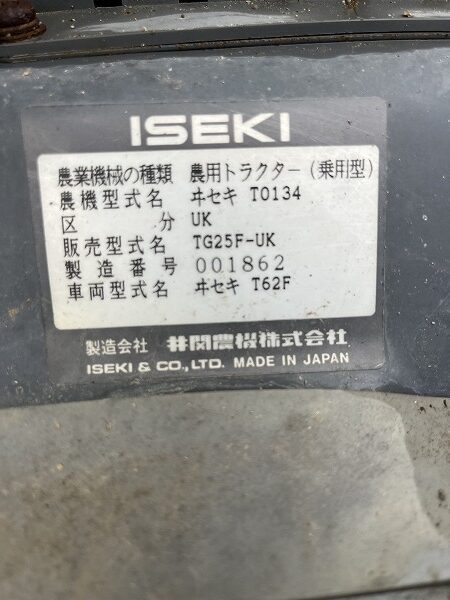 ISEKI
農業機械の種類 農用トラクター(乗用型)
農機型式名 ヰセキ TO134
区分 UK
販売型式名 TG25F-UK
製造番号 001862
車両型式名 ヰセキ T62F
製造会社 井関農機株式会社
ISEKI & CO., LTD. MADE IN JAPAN